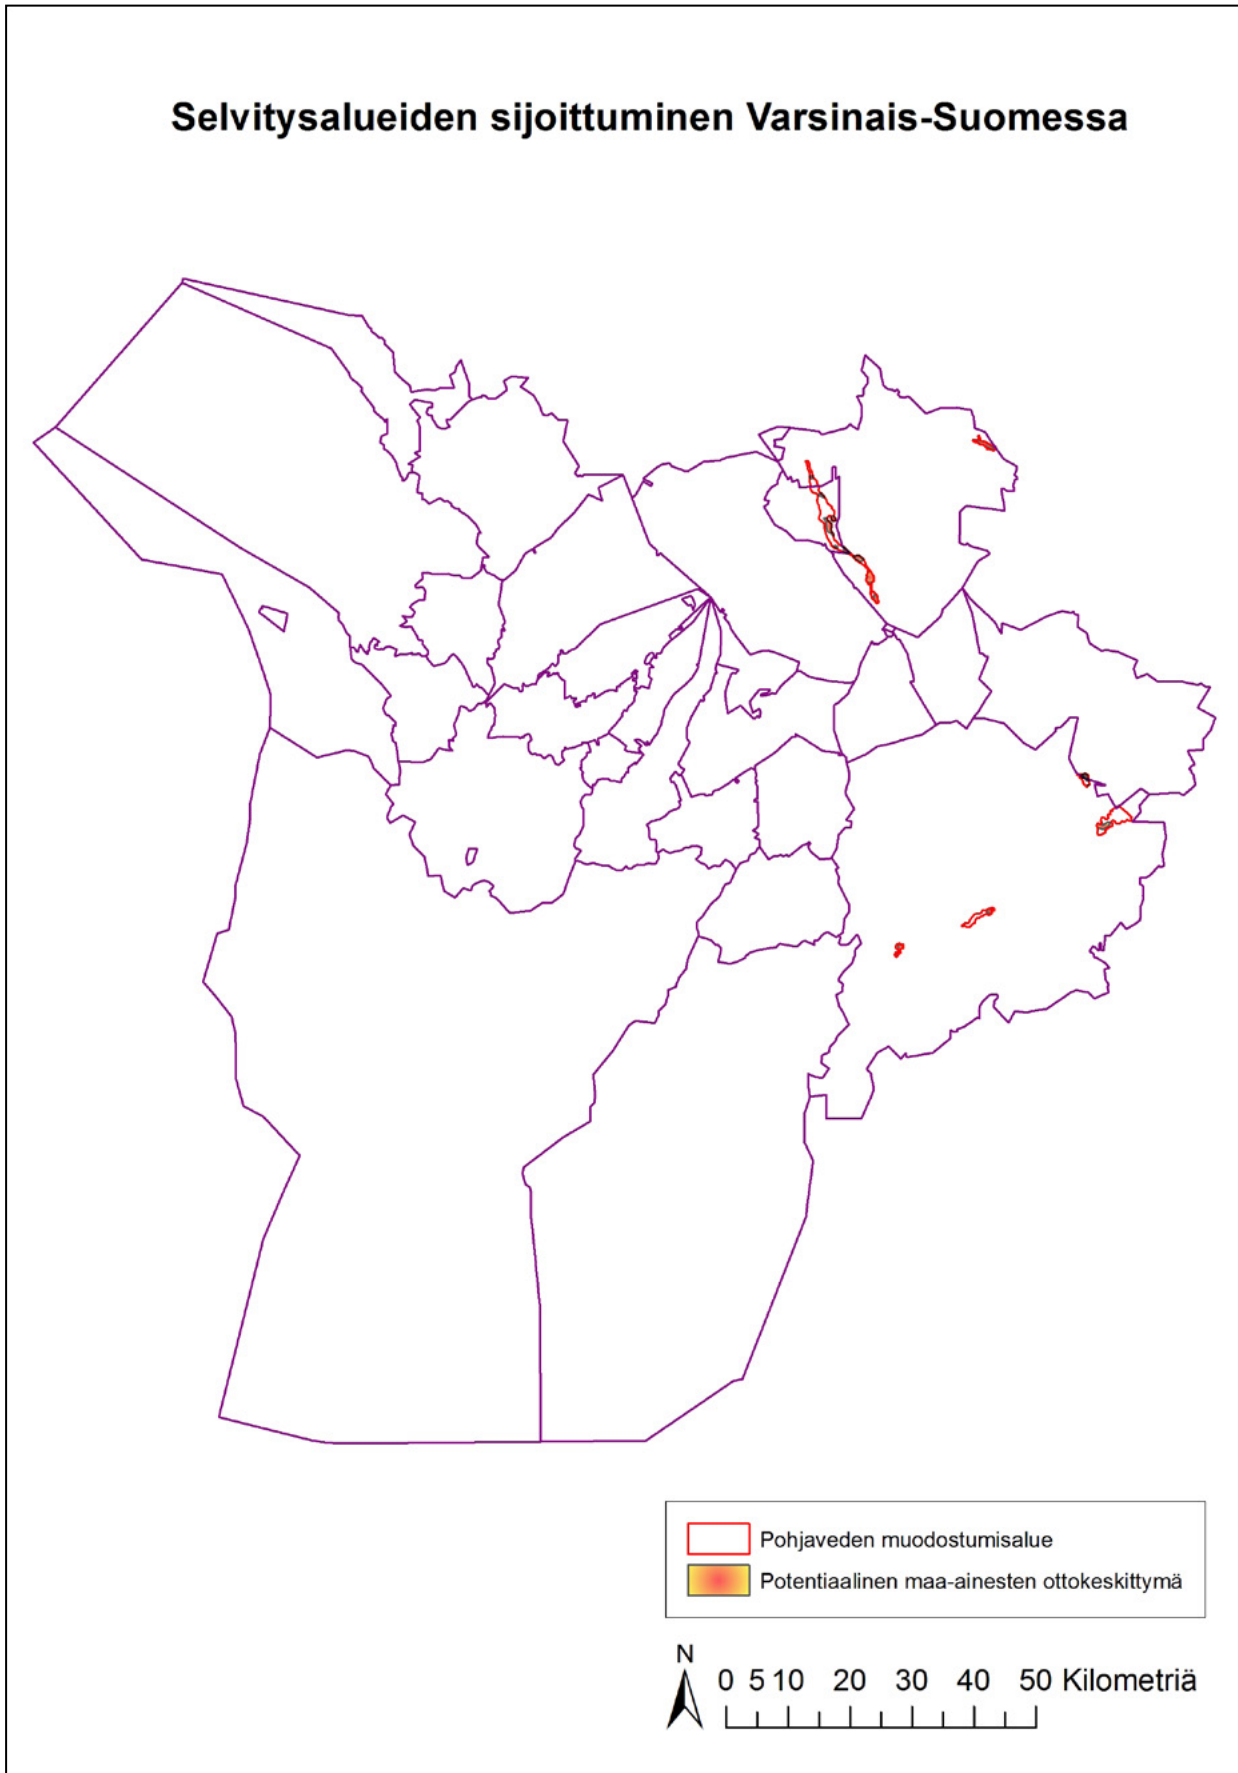 Selvitysalueiden sijoittuminen Varsinais-Suomessa
Pohjaveden muodostumisalue
Potentiaalinen maa-ainesten ottokeskittymä
N
0 5 10 20 30 40 50 Kilometriä